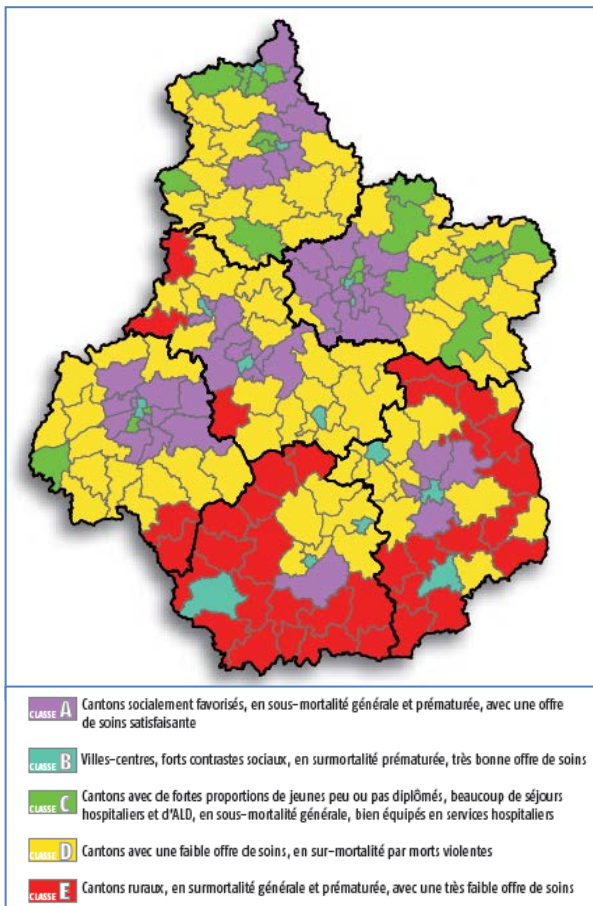 CLASSE A Cantons socialement favorisés, en sous-mortalité générale et prématurée, avec une offre
de soins satisfaisante
CLASSE B Villes-centres, forts contrastes sociaux, en surmortalité prématurée, très bonne offre de soins
CLASSE C Cantons avec de fortes proportions de jeunes peu ou pas diplômés, beaucoup de séjours
hospitaliers et d'ALD, en sous-mortalité générale, bien équipés en services hospitaliers
CLASSE D Cantons avec une faible offre de soins, en sur-mortalité par morts violentes
CLASSE E Cantons ruraux, en surmortalité générale et prématurée, avec une très faible offre de soins